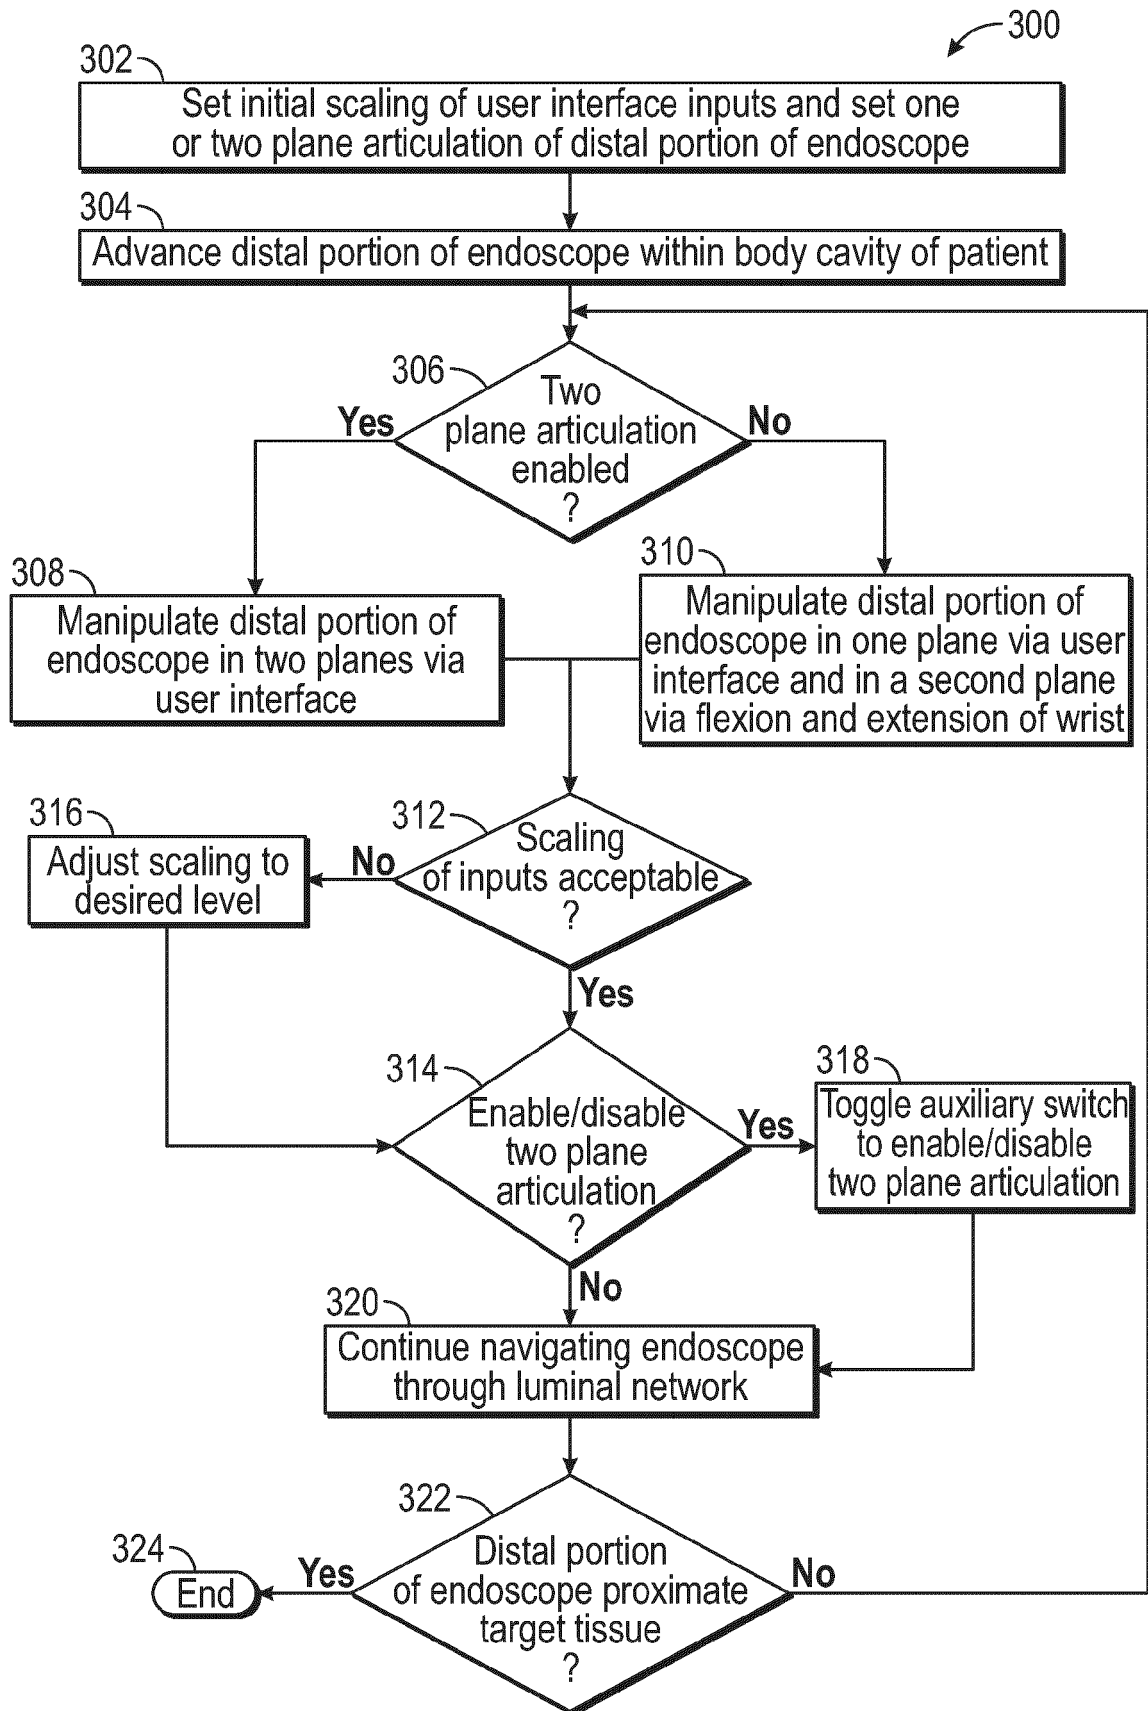 300
302
Set initial scaling of user interface inputs and set one
or two plane articulation of distal portion of endoscope
304
Advance distal portion of endoscope within body cavity of patient
306
Two
plane articulation
enabled
?
Yes
No
308
Manipulate distal portion of
endoscope in two planes via
user interface
310
Manipulate distal portion of
endoscope in one plane via user
interface and in a second plane
via flexion and extension of wrist
312
Scaling
of inputs acceptable
?
No
Yes
316
Adjust scaling to
desired level
314
Enable/disable
two plane
articulation
?
Yes
No
318
Toggle auxiliary switch
to enable/disable
two plane articulation
320
Continue navigating endoscope
through luminal network
322
Distal portion
of endoscope proximate
target tissue
?
Yes
No
324
End